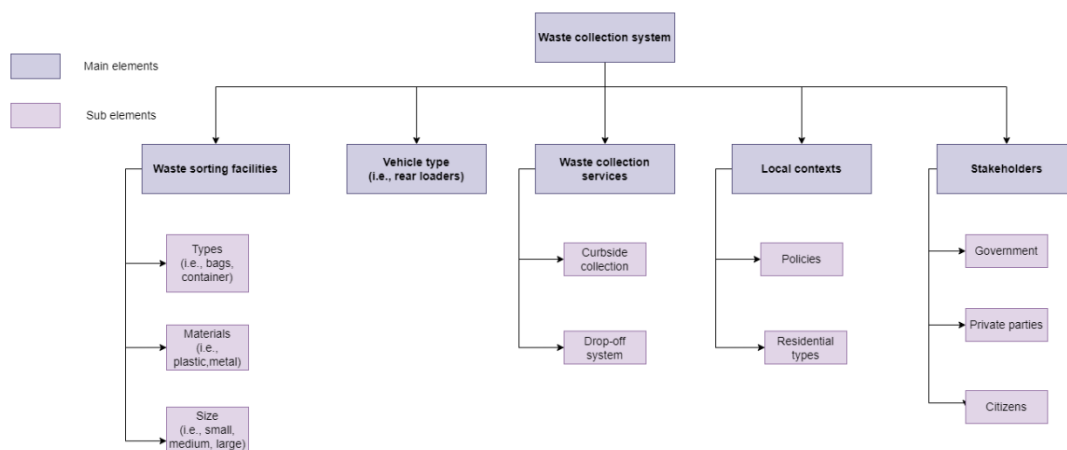 Waste collection system
Main elements
Sub elements
Waste sorting facilities
Vehicle type
(i.e., rear loaders)
Waste collection
services
Local contexts
Stakeholders
Types
(i.e., bags,
container)
Materials
(i.e.,
plastic,metal)
Size
(i.e., small,
medium, large)
Curbside
collection
Drop-off
system
Policies
Residential
types
Government
Private parties
Citizens